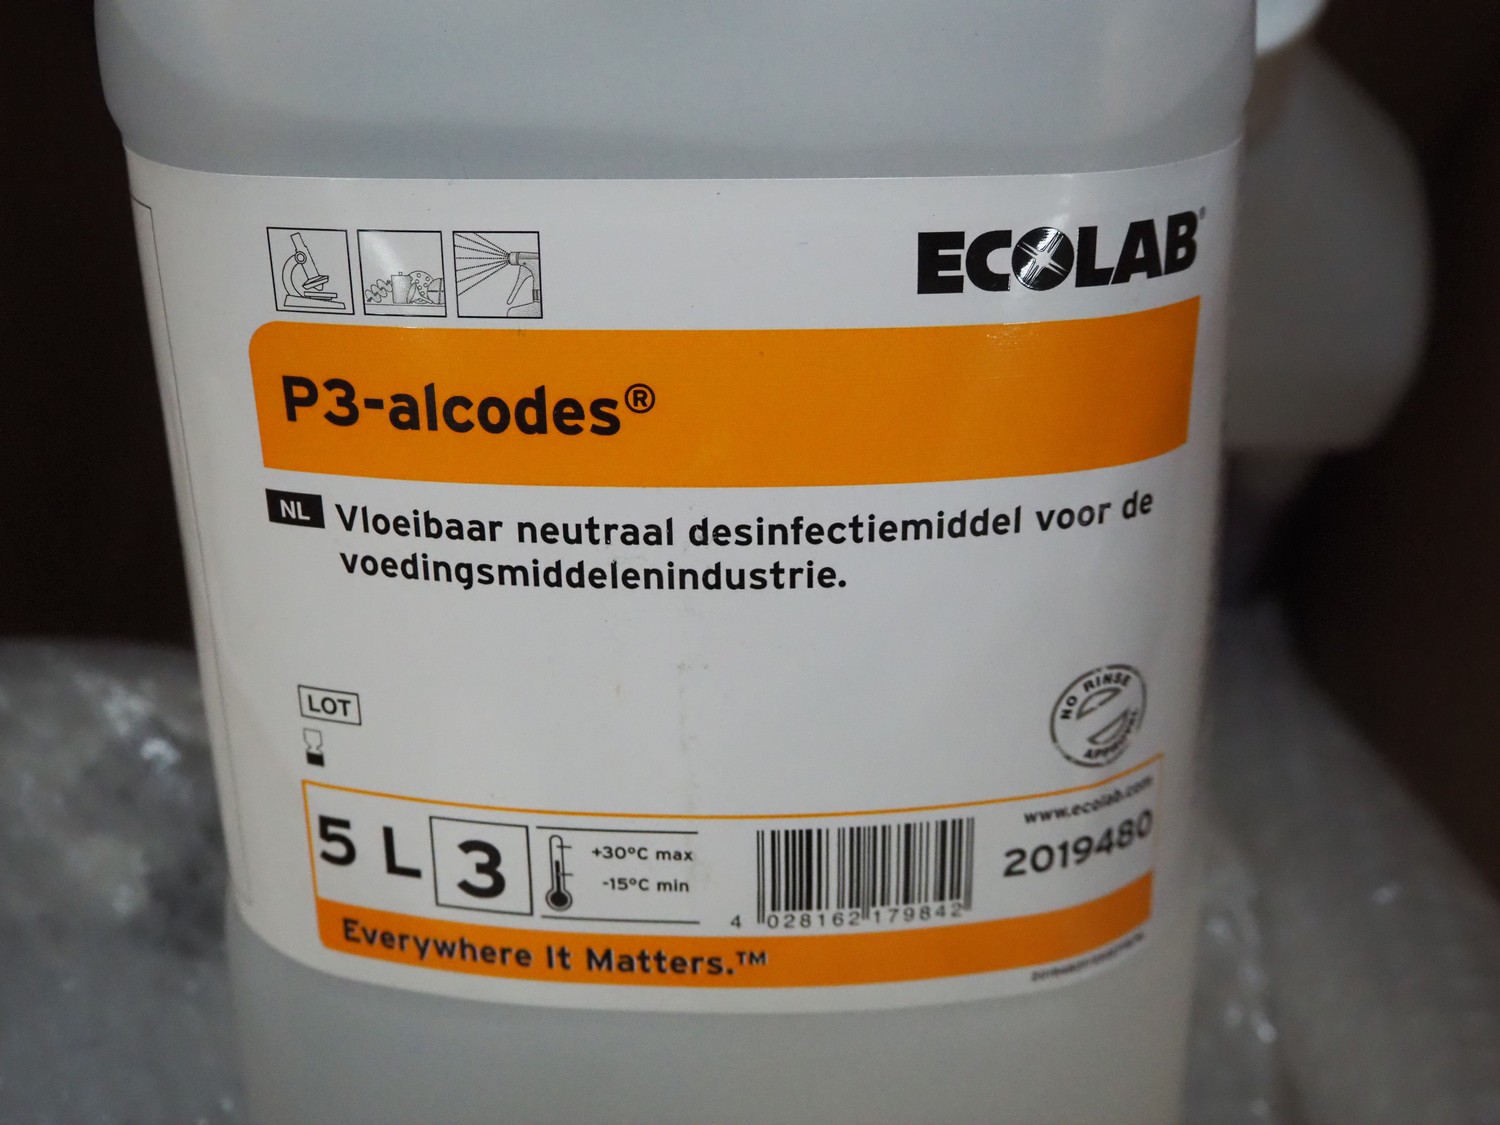 ECOLAB®
P3-alcodes®
NL Vloeibaar neutraal desinfectiemiddel voor de
voedingsmiddelenindustrie.
LOT
NO RINSE
APPROVAL
www.ecolab.com
5 L 3
+30°C max
-15°C min
4 028162 179842
2019480
Everywhere It Matters.™